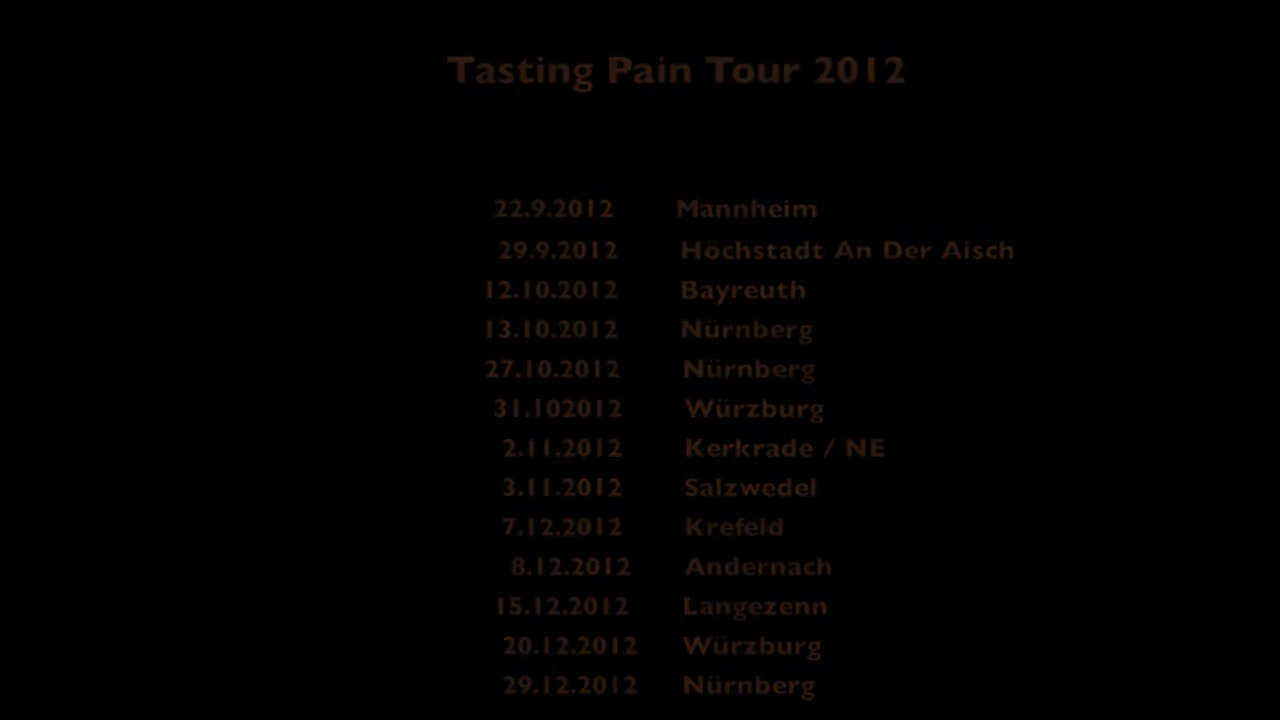 Tasting Pain Tour 2012
22.9.2012 Mannheim
29.9.2012 Höchstadt An Der Aisch
12.10.2012 Bayreuth
13.10.2012 Nürnberg
27.10.2012 Nürnberg
31.102012 Würzburg
2.11.2012 Kerkrade / NE
3.11.2012 Salzwedel
7.12.2012 Krefeld
8.12.2012 Andernach
15.12.2012 Langezenn
20.12.2012 Würzburg
29.12.2012 Nürnberg